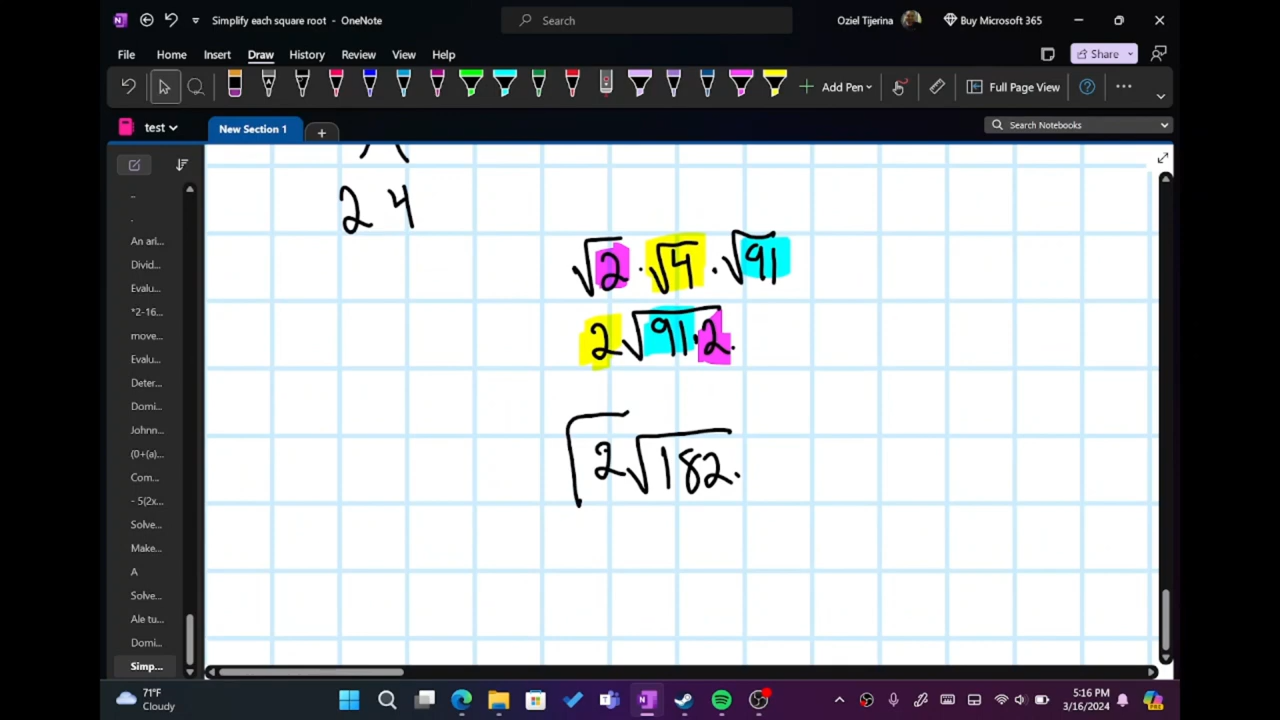 Simplify each square root - OneNote
Search
Oziel Tijerina
Buy Microsoft 365
File Home Insert Draw History Review View Help
Share
Add Pen
Full Page View
test
New Section 1
Search Notebooks
An ari...
Divid...
Evalu...
*2-16...
move...
Evalu...
Deter...
Domi...
Johnn...
(0+(a)...
Com...
- 5(2x...
Solve...
Make...
A
Solve...
Ale tu...
Domi...
Simp...
2 4
√2 · √4 · √91
2√91·2.
2√182.
71°F
Cloudy
5:16 PM
3/16/2024